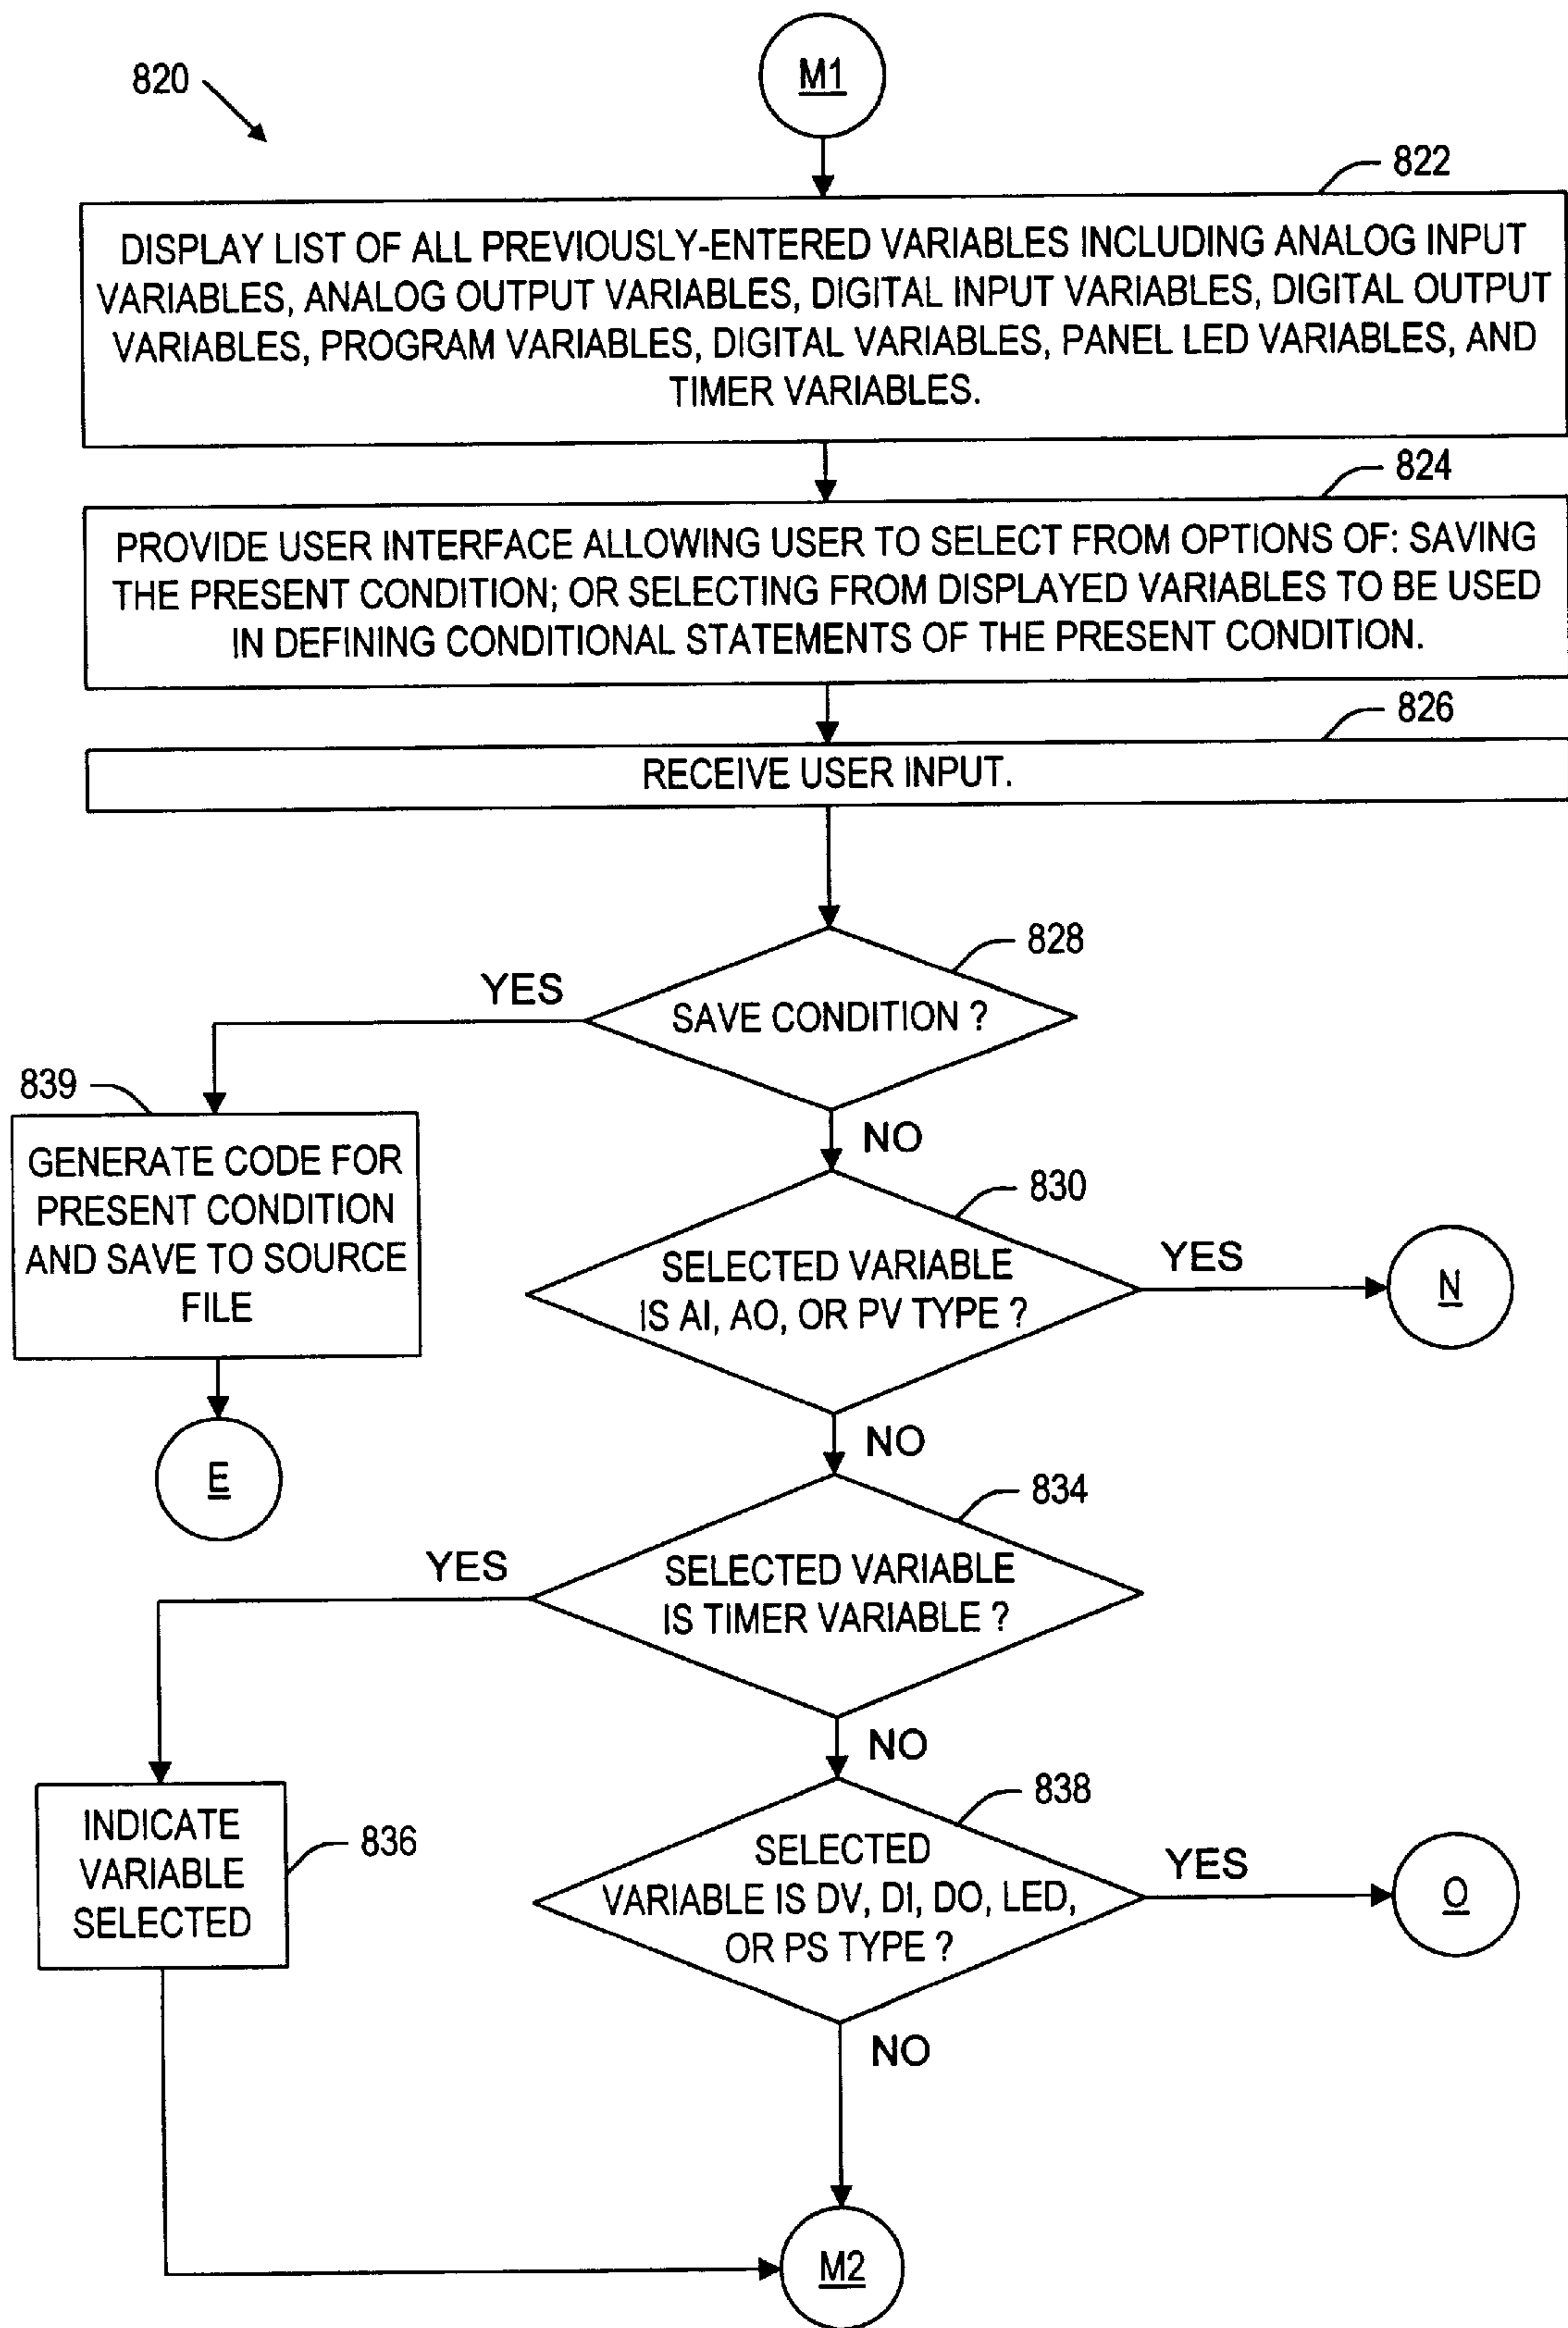 M1
820
822
DISPLAY LIST OF ALL PREVIOUSLY-ENTERED VARIABLES INCLUDING ANALOG INPUT
VARIABLES, ANALOG OUTPUT VARIABLES, DIGITAL INPUT VARIABLES, DIGITAL OUTPUT
VARIABLES, PROGRAM VARIABLES, DIGITAL VARIABLES, PANEL LED VARIABLES, AND
TIMER VARIABLES.
824
PROVIDE USER INTERFACE ALLOWING USER TO SELECT FROM OPTIONS OF: SAVING
THE PRESENT CONDITION; OR SELECTING FROM DISPLAYED VARIABLES TO BE USED
IN DEFINING CONDITIONAL STATEMENTS OF THE PRESENT CONDITION.
826
RECEIVE USER INPUT.
828
YES
SAVE CONDITION ?
839
NO
GENERATE CODE FOR
PRESENT CONDITION
AND SAVE TO SOURCE
FILE
830
SELECTED VARIABLE
IS AI, AO, OR PV TYPE ?
YES
N
NO
E
834
YES
SELECTED VARIABLE
IS TIMER VARIABLE ?
NO
838
INDICATE
VARIABLE
SELECTED
836
SELECTED
VARIABLE IS DV, DI, DO, LED,
OR PS TYPE ?
YES
O
NO
M2